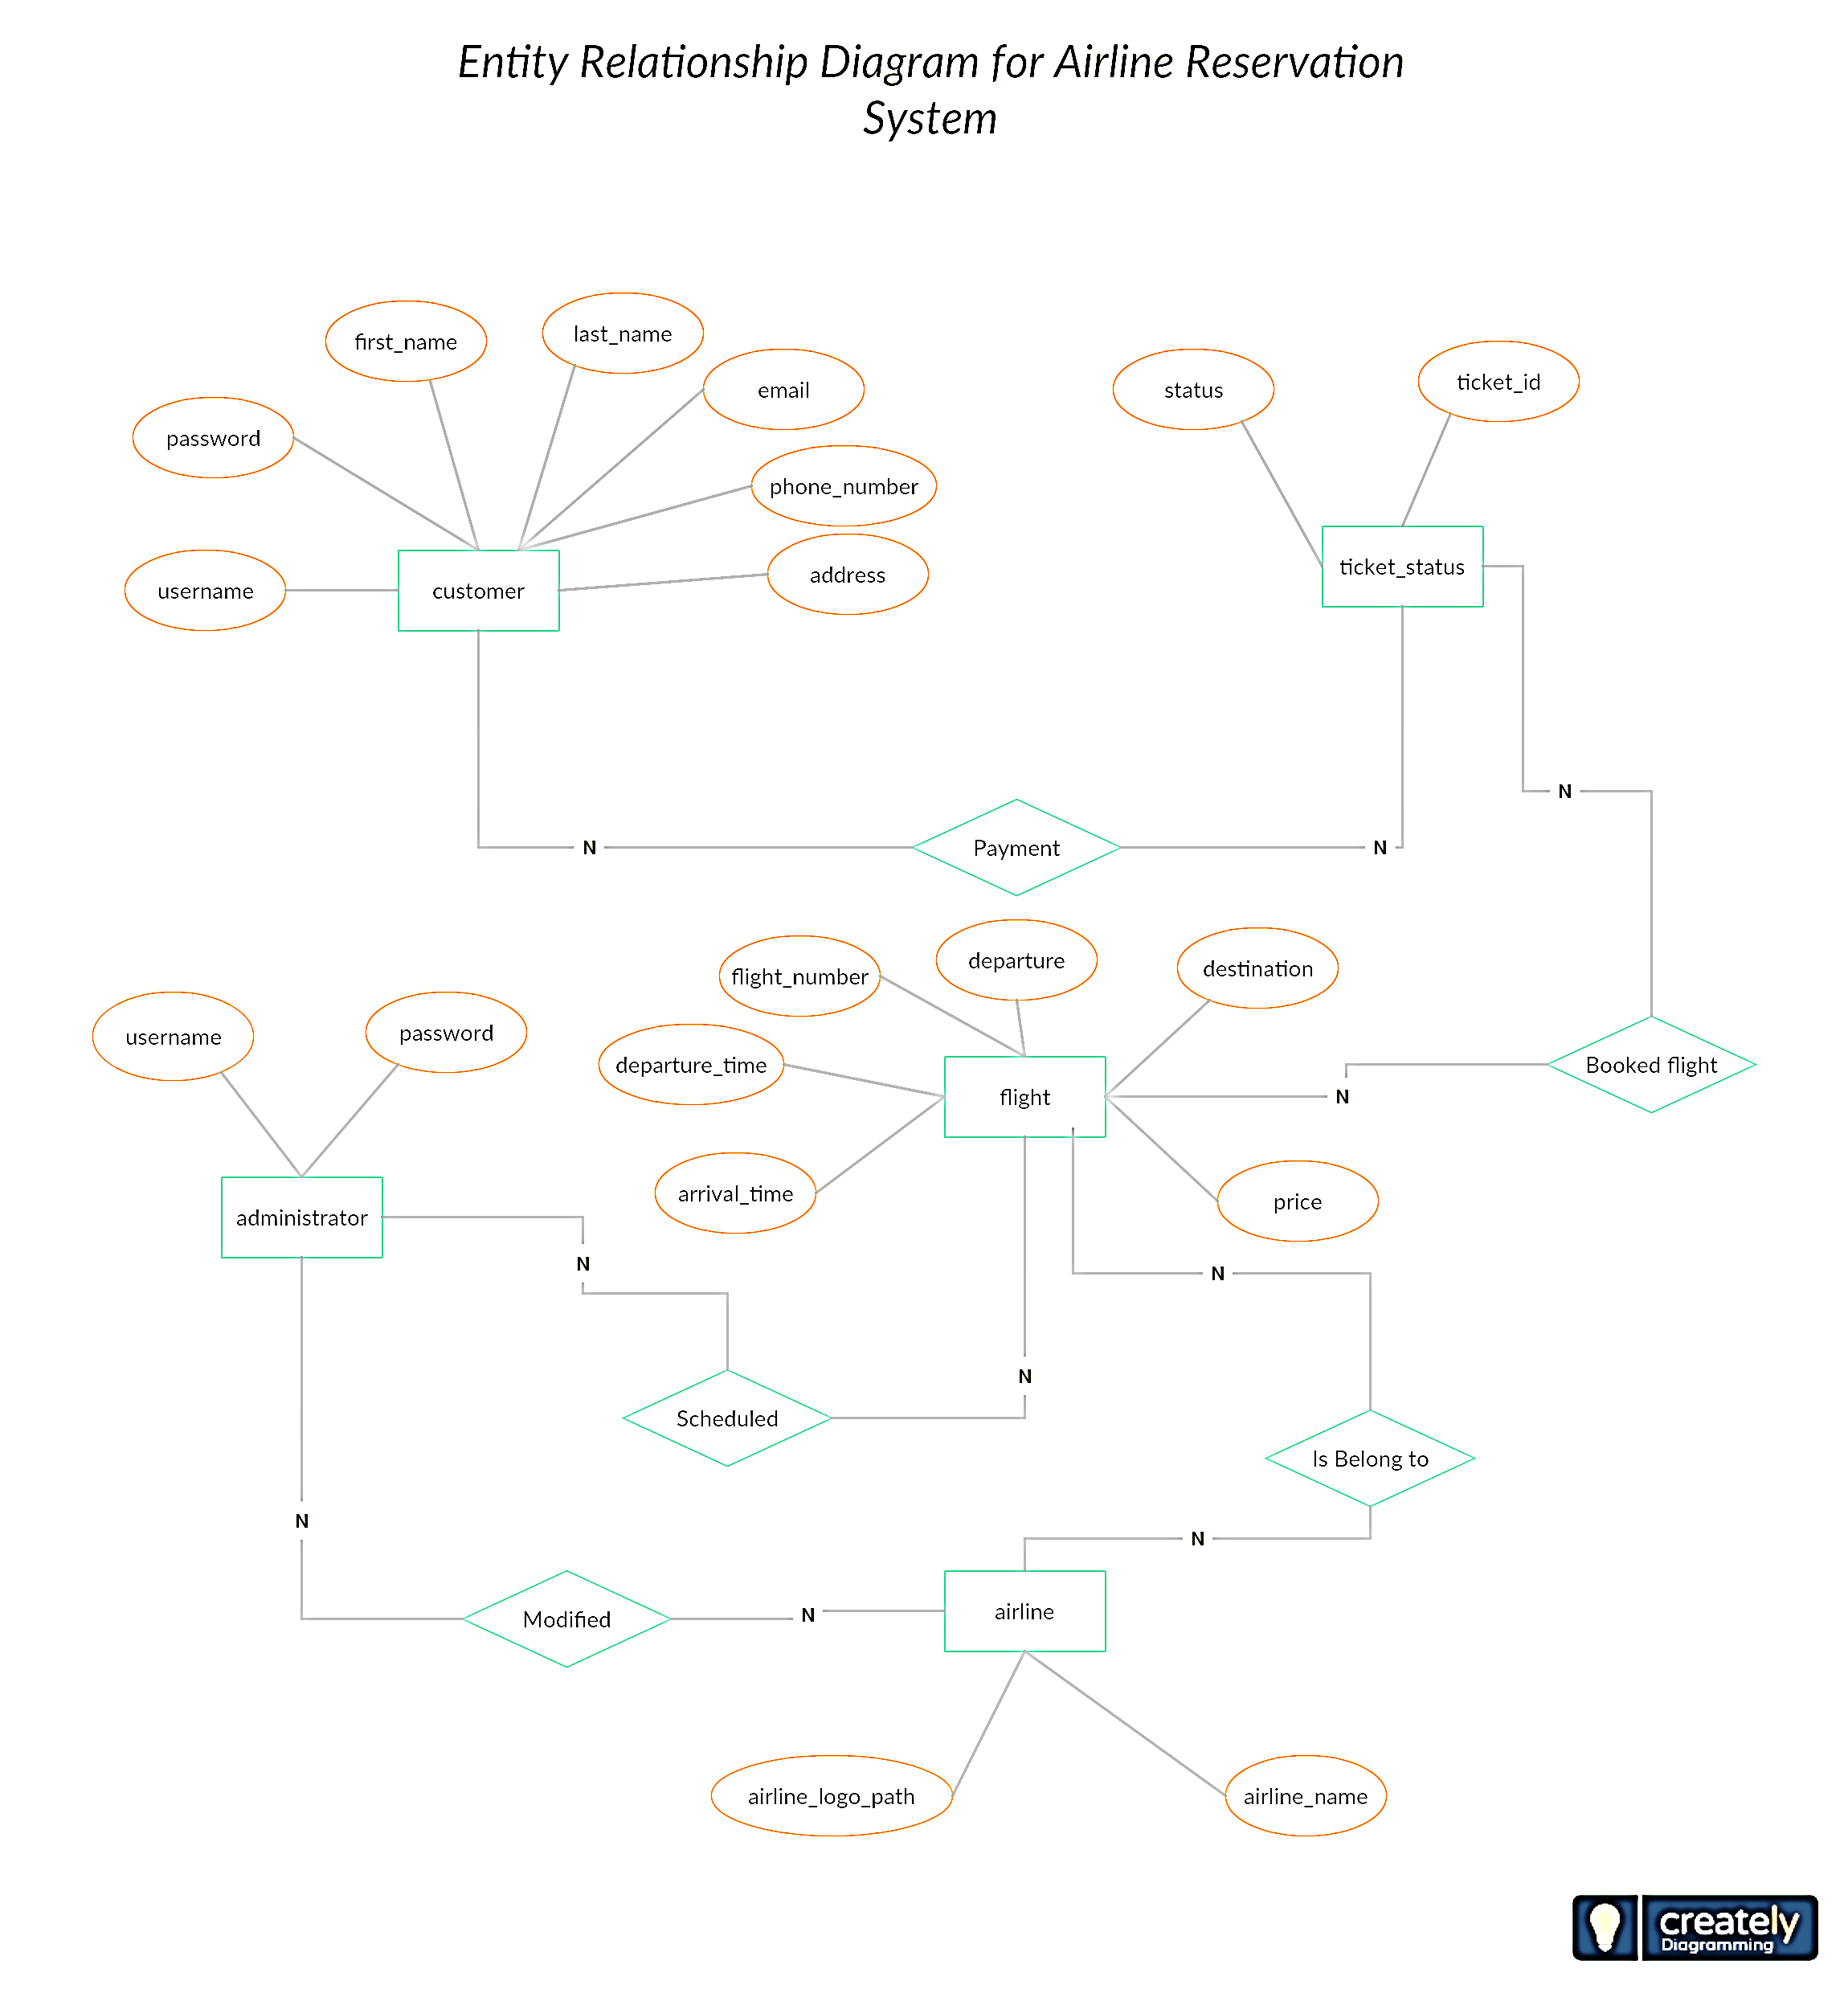 Entity Relationship Diagram for Airline Reservation
System
last_name
first_name
ticket_id
email
status
password
phone_number
ticket_status
address
username
customer
N
Payment
N
N
departure
destination
flight_number
username
password
departure_time
Booked flight
flight
N
arrival_time
price
administrator
N
N
N
Scheduled
Is Belong to
N
N
Modified
N
airline
airline_logo_path
airline_name
creately
Diagramming